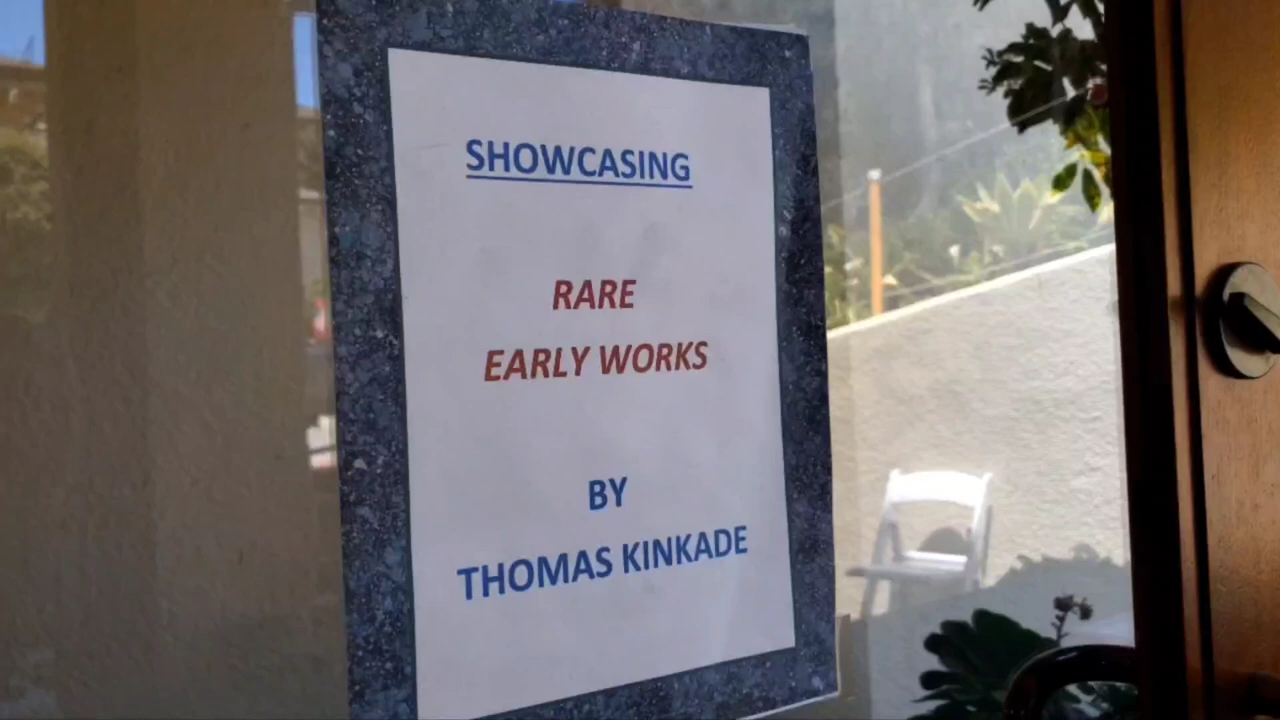 SHOWCASING
RARE
EARLY WORKS
BY
THOMAS KINKADE